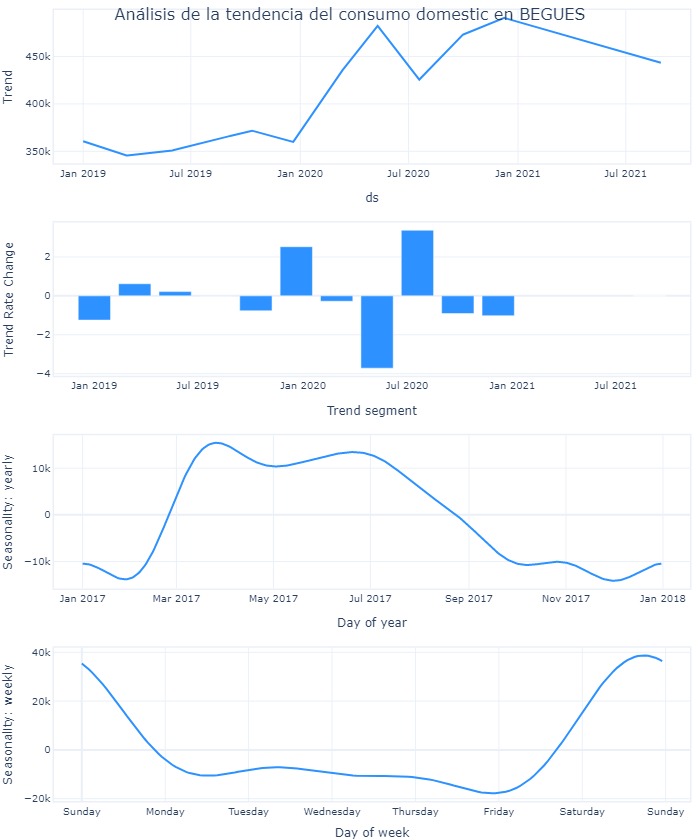 Análisis de la tendencia del consumo domestic en BEGUES
Trend
450k
400k
350k
Jan 2019 Jul 2019 Jan 2020 Jul 2020 Jan 2021 Jul 2021
ds
Trend Rate Change
2
0
−2
−4
Jan 2019 Jul 2019 Jan 2020 Jul 2020 Jan 2021 Jul 2021
Trend segment
Seasonality: yearly
10k
0
−10k
Jan 2017 Mar 2017 May 2017 Jul 2017 Sep 2017 Nov 2017 Jan 2018
Day of year
Seasonality: weekly
40k
20k
0
−20k
Sunday Monday Tuesday Wednesday Thursday Friday Saturday Sunday
Day of week